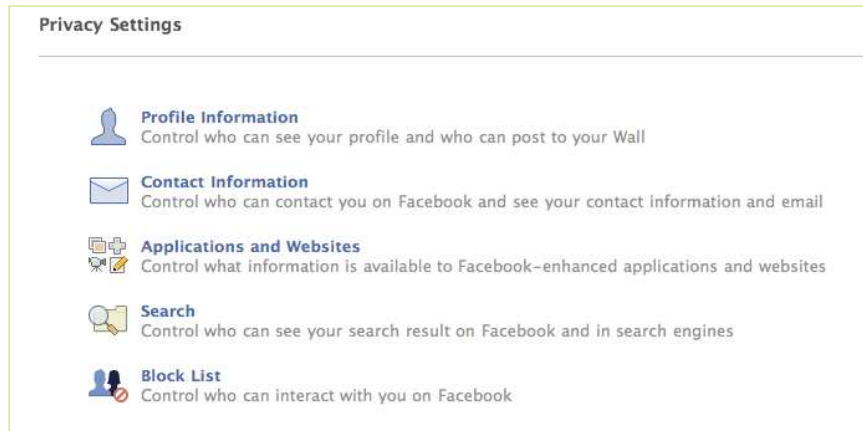 Privacy Settings
Profile Information
Control who can see your profile and who can post to your Wall
Contact Information
Control who can contact you on Facebook and see your contact information and email
Applications and Websites
Control what information is available to Facebook-enhanced applications and websites
Search
Control who can see your search result on Facebook and in search engines
Block List
Control who can interact with you on Facebook